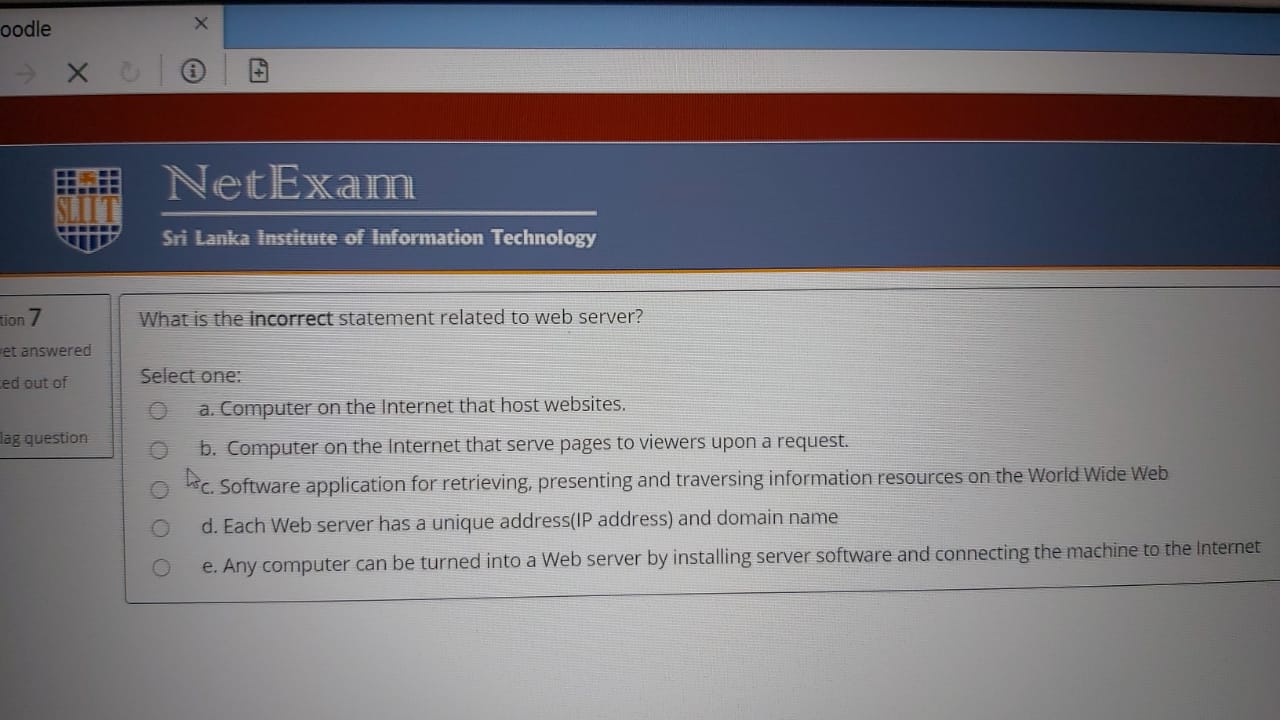 oodle
NetExam
SLIIT
Sri Lanka Institute of Information Technology
tion 7
et answered
ed out of
lag question
What is the incorrect statement related to web server?
Select one:
a. Computer on the Internet that host websites.
b. Computer on the Internet that serve pages to viewers upon a request.
c. Software application for retrieving, presenting and traversing information resources on the World Wide Web
d. Each Web server has a unique address(IP address) and domain name
e. Any computer can be turned into a Web server by installing server software and connecting the machine to the Internet